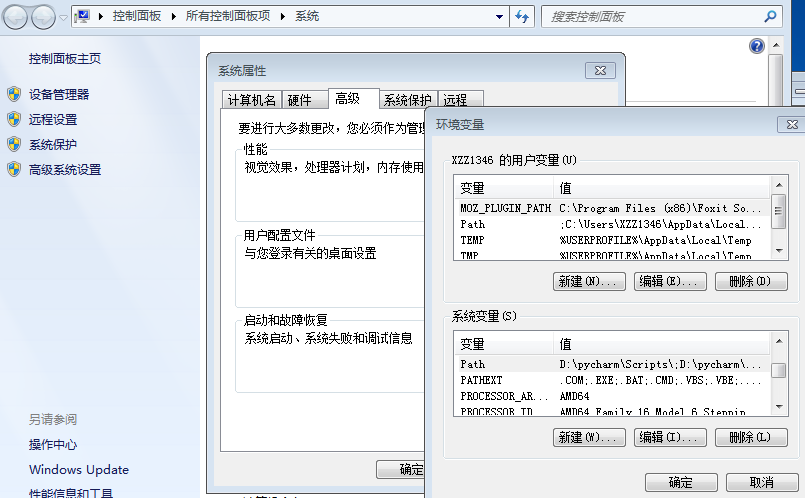 控制面板 ▸ 所有控制面板项 ▸ 系统
搜索控制面板
控制面板主页
设备管理器
远程设置
系统保护
高级系统设置
另请参阅
操作中心
Windows Update
性能信息和工具
系统属性
计算机名 硬件 高级 系统保护 远程
要进行大多数更改，您必须作为管理
性能
视觉效果，处理器计划，内存使用
用户配置文件
与您登录有关的桌面设置
启动和故障恢复
系统启动、系统失败和调试信息
确定
环境变量
XZZ1346 的用户变量(U)
变量 值
MOZ_PLUGIN_PATH C:\Program Files (x86)\Foxit So...
Path ;C:\Users\XZZ1346\AppData\Local...
TEMP %USERPROFILE%\AppData\Local\Temp
TMP %USERPROFILE%\AppData\Local\Temp
新建(N)... 编辑(E)... 删除(D)
系统变量(S)
变量 值
Path D:\pycharm\Scripts\;D:\pycharm\...
PATHEXT .COM;.EXE;.BAT;.CMD;.VBS;.VBE;....
PROCESSOR_AR... AMD64
PROCESSOR_ID AMD64 Family 16 Model 6 Steppin
新建(W)... 编辑(I)... 删除(L)
确定 取消